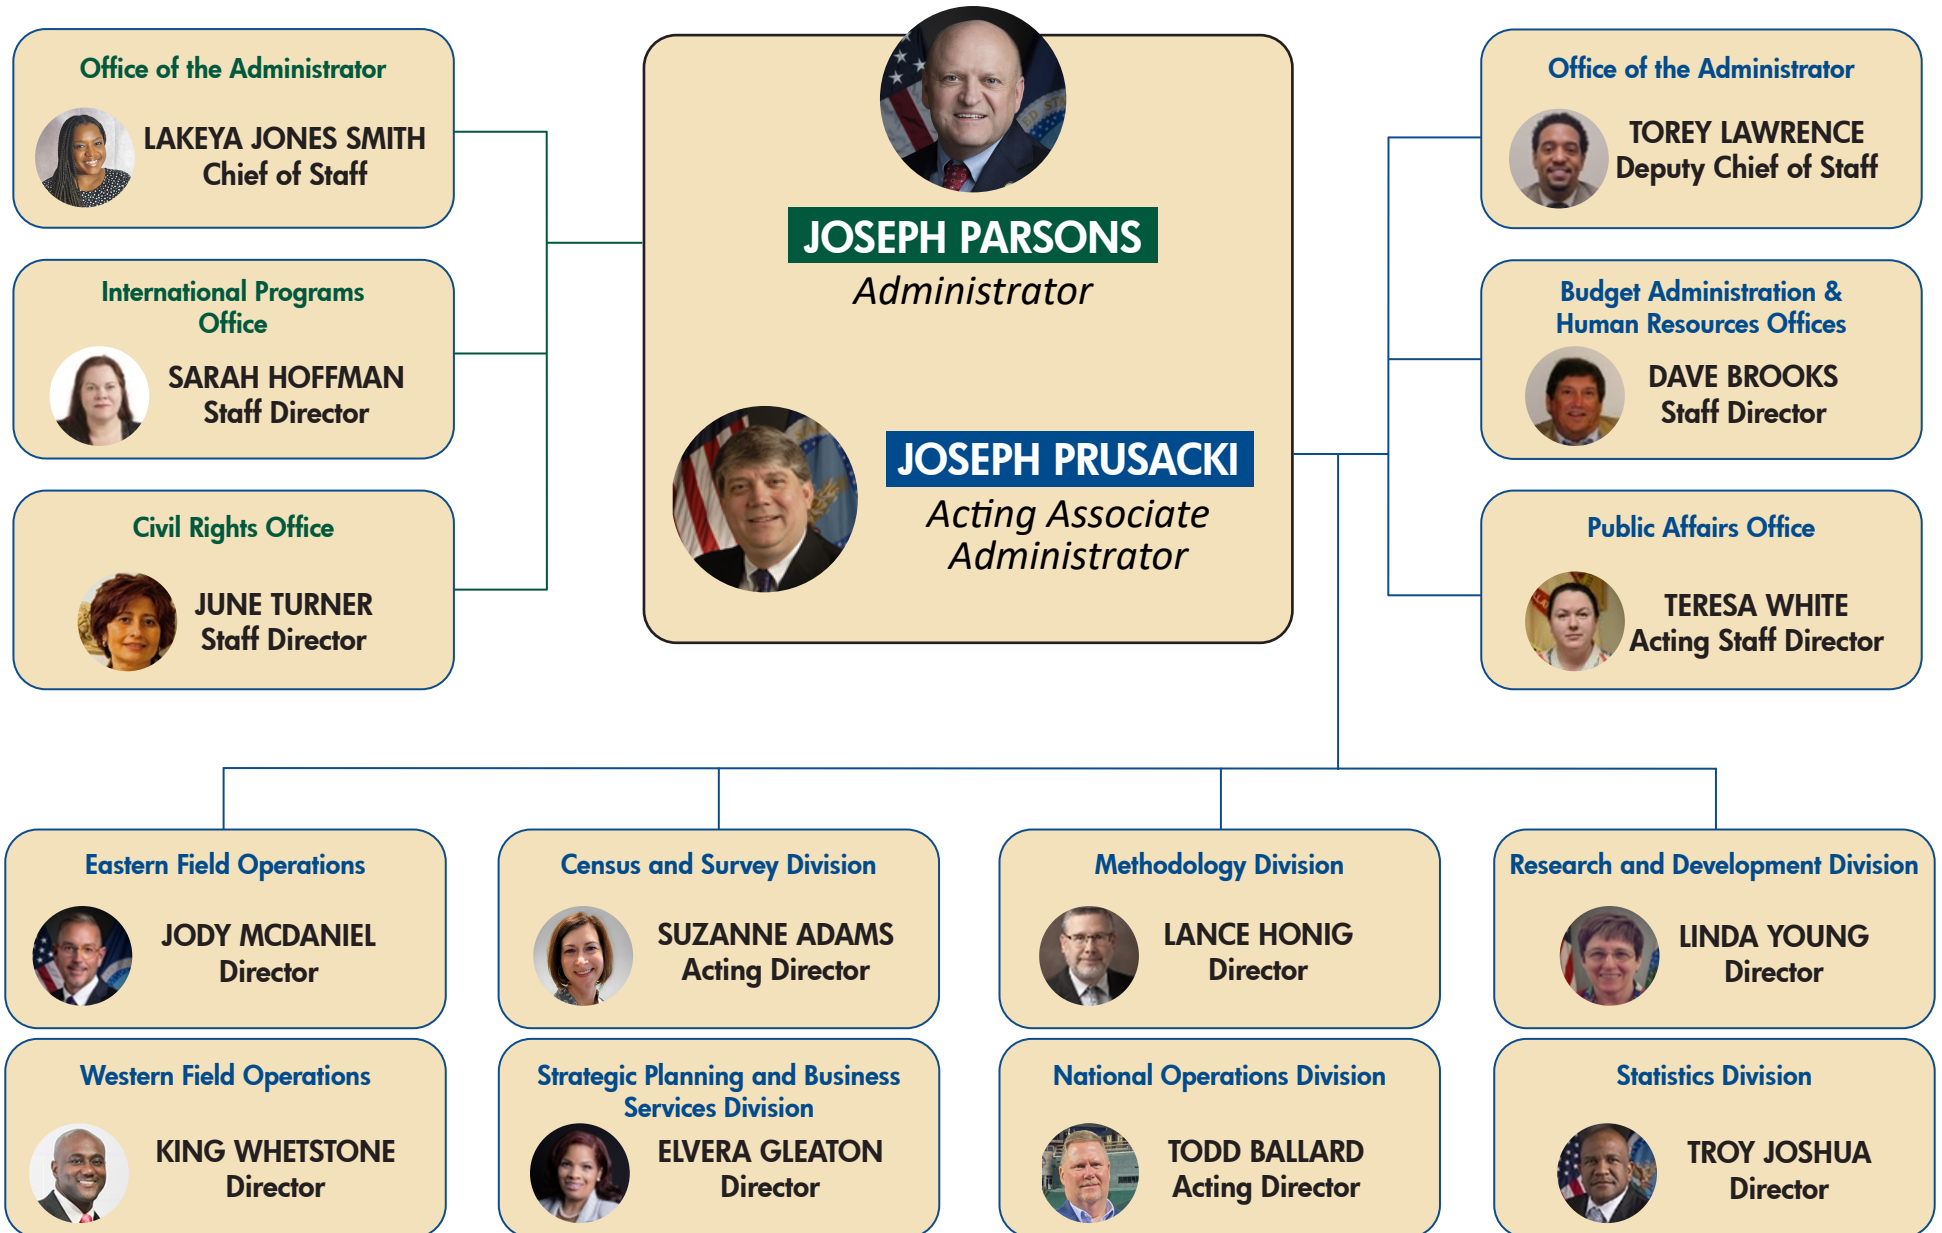 Office of the Administrator
LAKEYA JONES SMITH
Chief of Staff
International Programs
Office
SARAH HOFFMAN
Staff Director
Civil Rights Office
JUNE TURNER
Staff Director
JOSEPH PARSONS
Administrator
JOSEPH PRUSACKI
Acting Associate
Administrator
Office of the Administrator
TOREY LAWRENCE
Deputy Chief of Staff
Budget Administration &
Human Resources Offices
DAVE BROOKS
Staff Director
Public Affairs Office
TERESA WHITE
Acting Staff Director
Eastern Field Operations
JODY MCDANIEL
Director
Census and Survey Division
SUZANNE ADAMS
Acting Director
Methodology Division
LANCE HONIG
Director
Research and Development Division
LINDA YOUNG
Director
Western Field Operations
KING WHETSTONE
Director
Strategic Planning and Business
Services Division
ELVERA GLEATON
Director
National Operations Division
TODD BALLARD
Acting Director
Statistics Division
TROY JOSHUA
Director